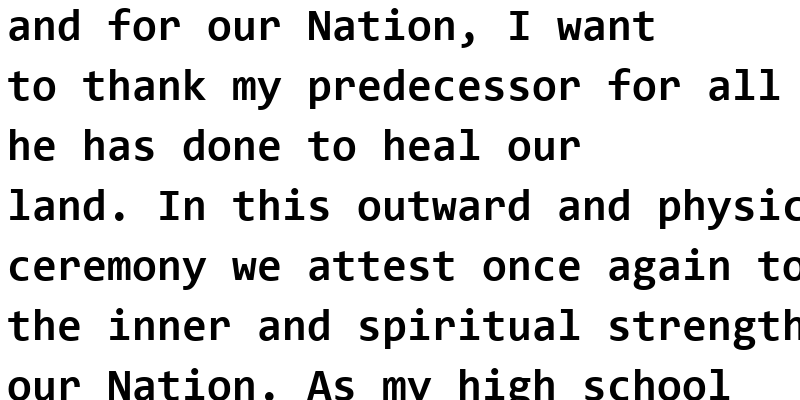 and for our Nation, I want
to thank my predecessor for all
he has done to heal our
land. In this outward and physic
ceremony we attest once again to
the inner and spiritual strength
our Nation. As my high school